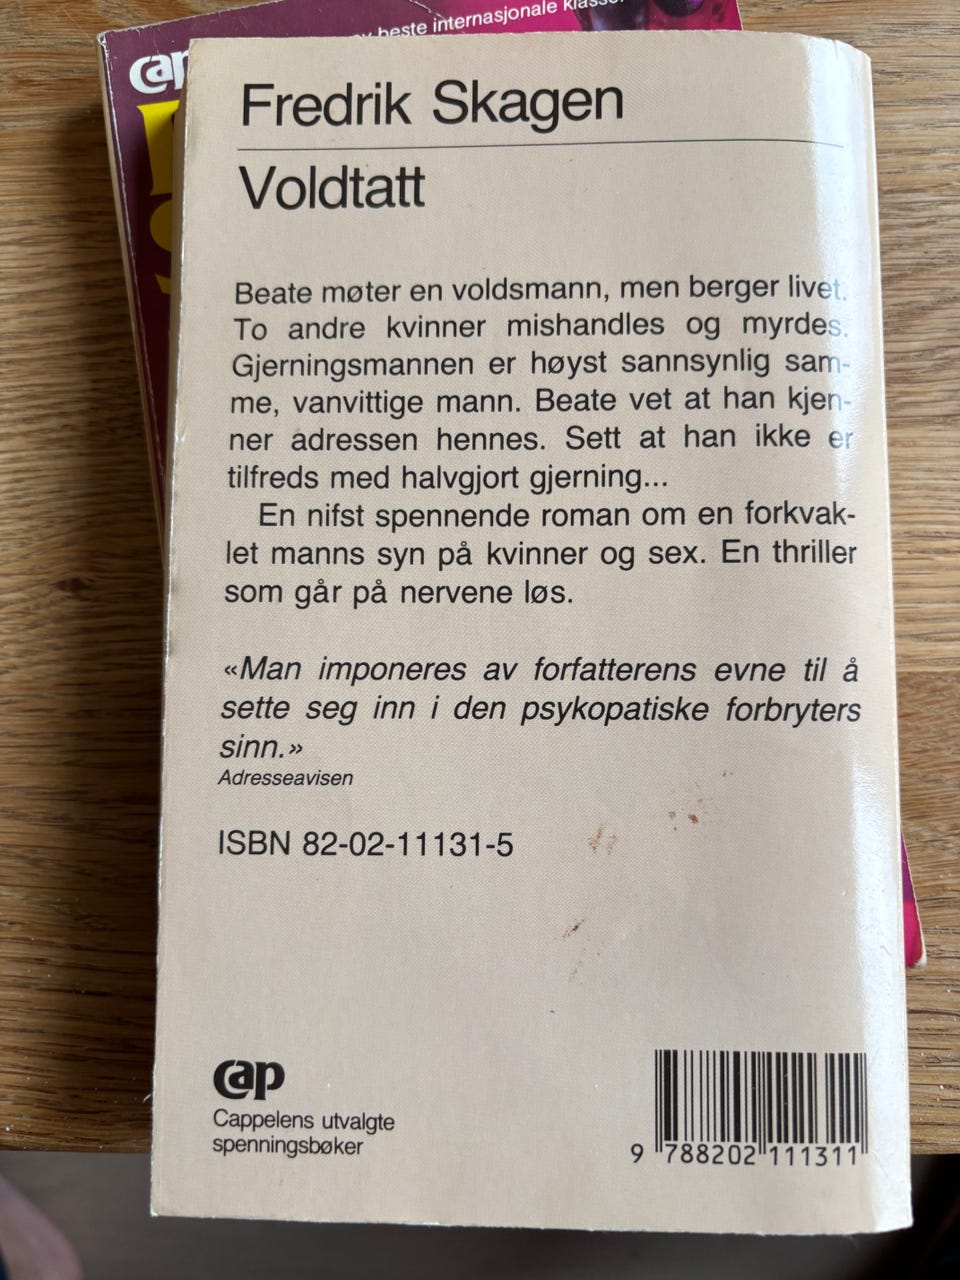 beste internasjonale
Fredrik Skagen
Voldtatt
Beate møter en voldsmann, men berger livet.
To andre kvinner mishandles og myrdes.
Gjerningsmannen er høyst sannsynlig sam-
me, vanvittige mann. Beate vet at han kjen-
ner adressen hennes. Sett at han ikke er
tilfreds med halvgjort gjerning...
En nifst spennende roman om en forkvak-
let manns syn på kvinner og sex. En thriller
som går på nervene løs.
«Man imponeres av forfatterens evne til å
sette seg inn i den psykopatiske forbryters
sinn.»
Adresseavisen
ISBN 82-02-11131-5
cap
Cappelens utvalgte
spenningsbøker
9 788202 111311